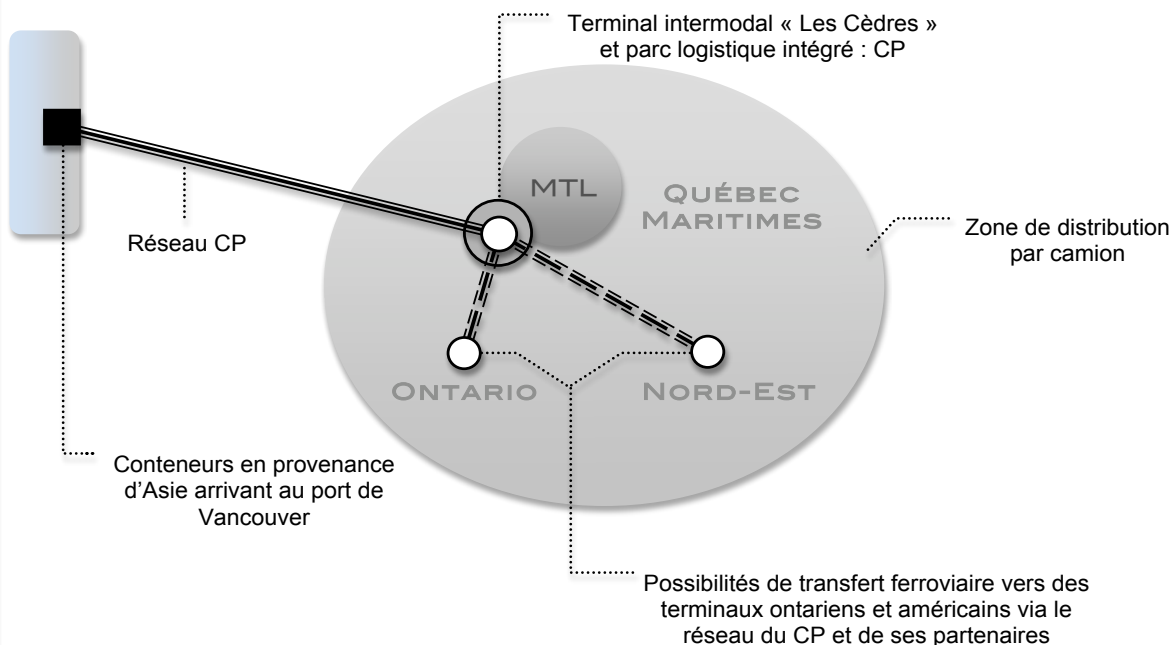 Terminal intermodal « Les Cèdres »
et parc logistique intégré : CP
MTL
QUÉBEC
MARITIMES
Zone de distribution
par camion
Réseau CP
ONTARIO
NORD-EST
Conteneurs en provenance
d’Asie arrivant au port de
Vancouver
Possibilités de transfert ferroviaire vers des
terminaux ontariens et américains via le
réseau du CP et de ses partenaires